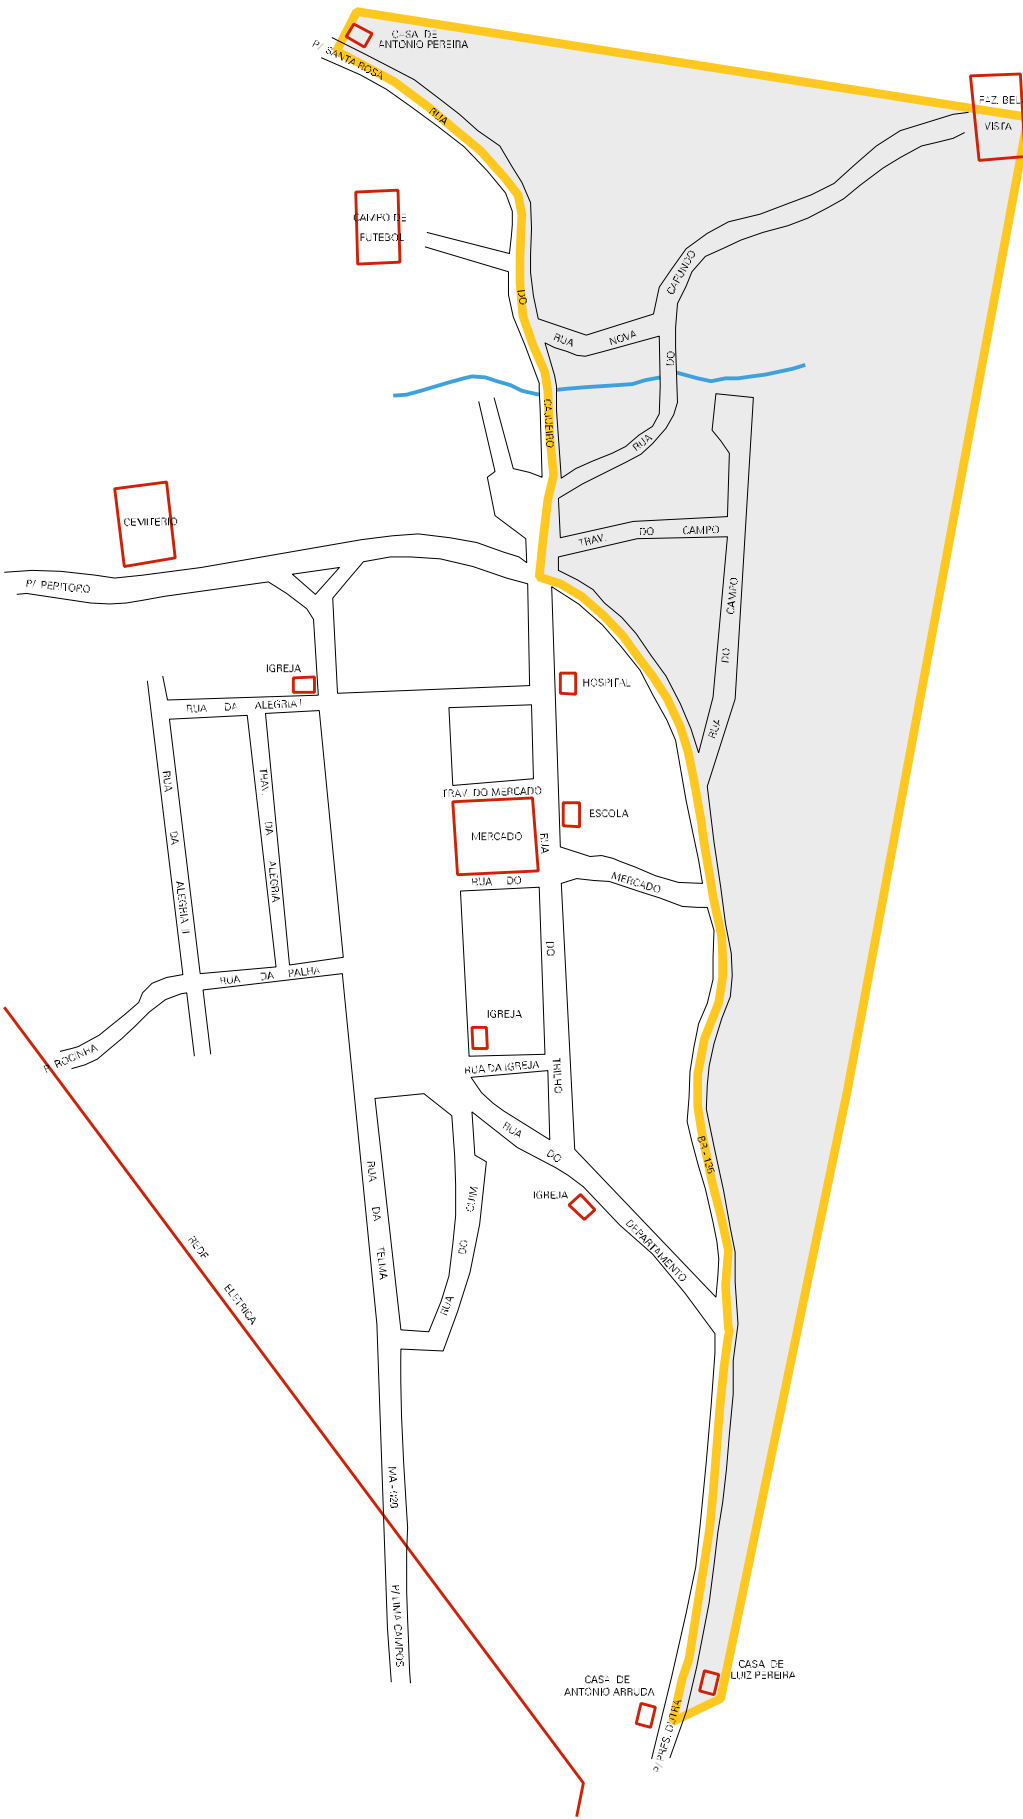 CASA DE
ANTONIO PEREIRA
P/ SANTA ROSA
RUA
FAZ. BEL
VISTA
CAMPO DE
FUTEBOL
CAFUNDO
DO
RUA NOVA
DO
CAJUEIRO
RUA
CEMITERIO
TRAV. DO CAMPO
P/ PERITORO
CAMPO
DO
RUA
IGREJA
HOSPITAL
RUA DA ALEGRIA I
TRAV. DO MERCADO
RUA DA ALEGRIA II
TRAV. DA ALEGRIA
MERCADO
ESCOLA
RUA
DO
TRILHO
RUA DO
MERCADO
RUA DA PALHA
IGREJA
P/ ROCINHA
RUA DA IGREJA
RUA DO
DEPARTAMENTO
BR - 135
RUA DA TELMA
RUA DO
IGREJA
REDE ELETRICA
MA -
P/ LIMA CAMPOS
CASA DE
LUIZ PEREIRA
CASA DE
ANTONIO ARRUDA
P/ PRES. DUTRA